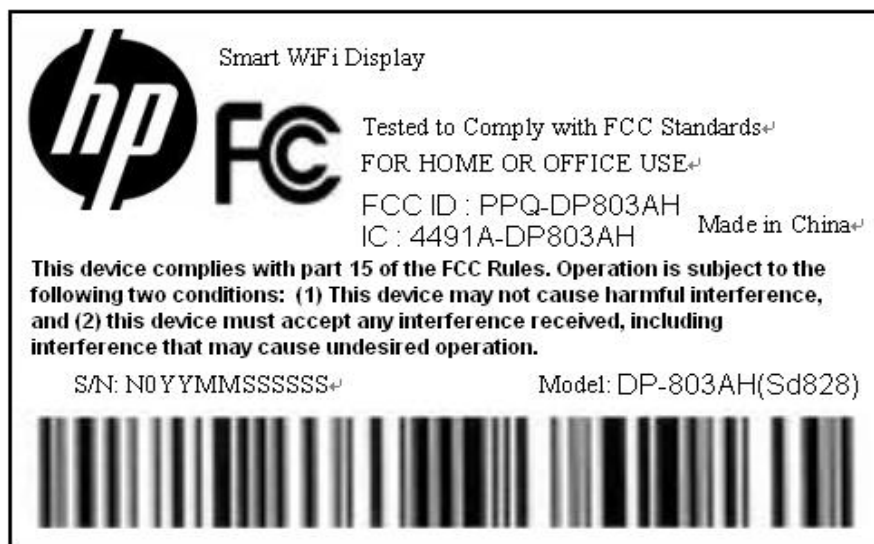 hp
Smart WiFi Display
FC
Tested to Comply with FCC Standards↵
FOR HOME OR OFFICE USE↵
FCC ID : PPQ-DP803AH
IC : 4491A-DP803AH
Made in China↵
This device complies with part 15 of the FCC Rules. Operation is subject to the
following two conditions: (1) This device may not cause harmful interference,
and (2) this device must accept any interference received, including
interference that may cause undesired operation.
S/N: N0YYMMSSSSSS↵
Model: DP-803AH(Sd828)